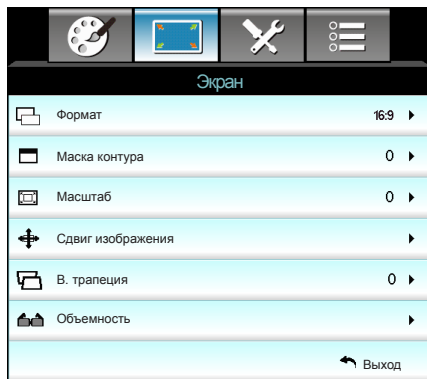 Экран
Формат 16:9
Маска контура 0
Масштаб 0
Сдвиг изображения
В. трапеция 0
Объемность
Выход